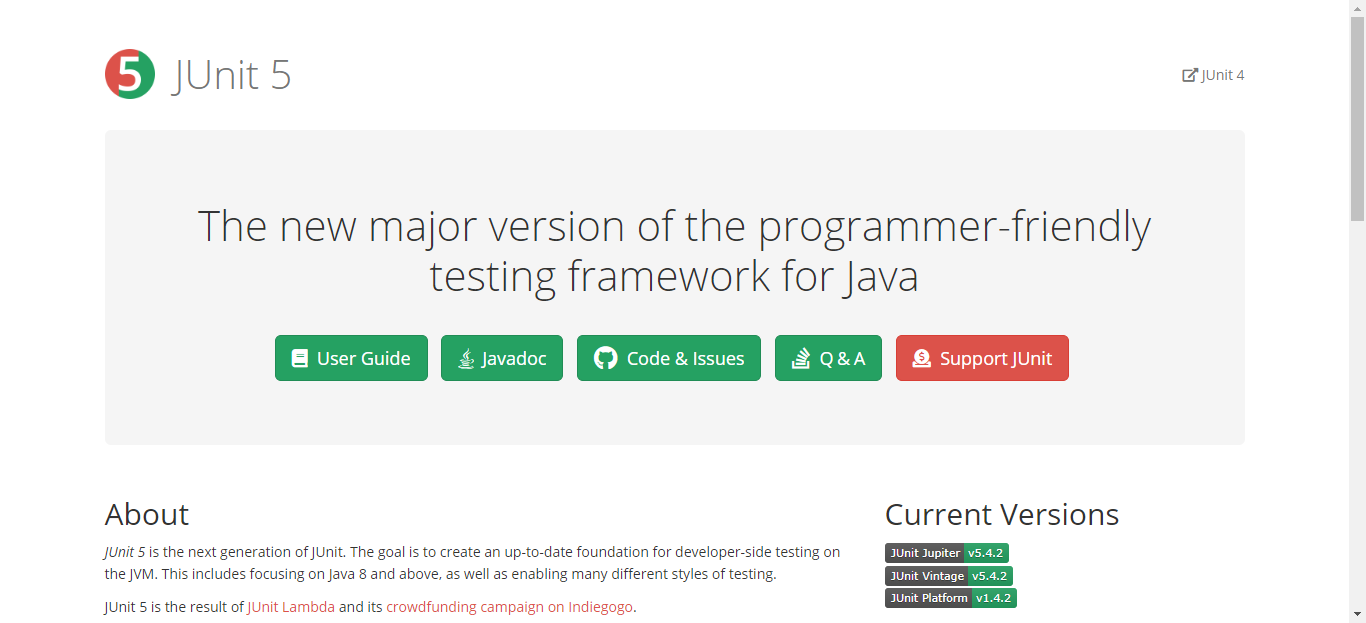 5 JUnit 5
JUnit 4
The new major version of the programmer-friendly
testing framework for Java
User Guide
Javadoc
Code & Issues
Q & A
$ Support JUnit
About
JUnit 5 is the next generation of JUnit. The goal is to create an up-to-date foundation for developer-side testing on
the JVM. This includes focusing on Java 8 and above, as well as enabling many different styles of testing.
JUnit 5 is the result of JUnit Lambda and its crowdfunding campaign on Indiegogo.
Current Versions
JUnit Jupiter v5.4.2
JUnit Vintage v5.4.2
JUnit Platform v1.4.2